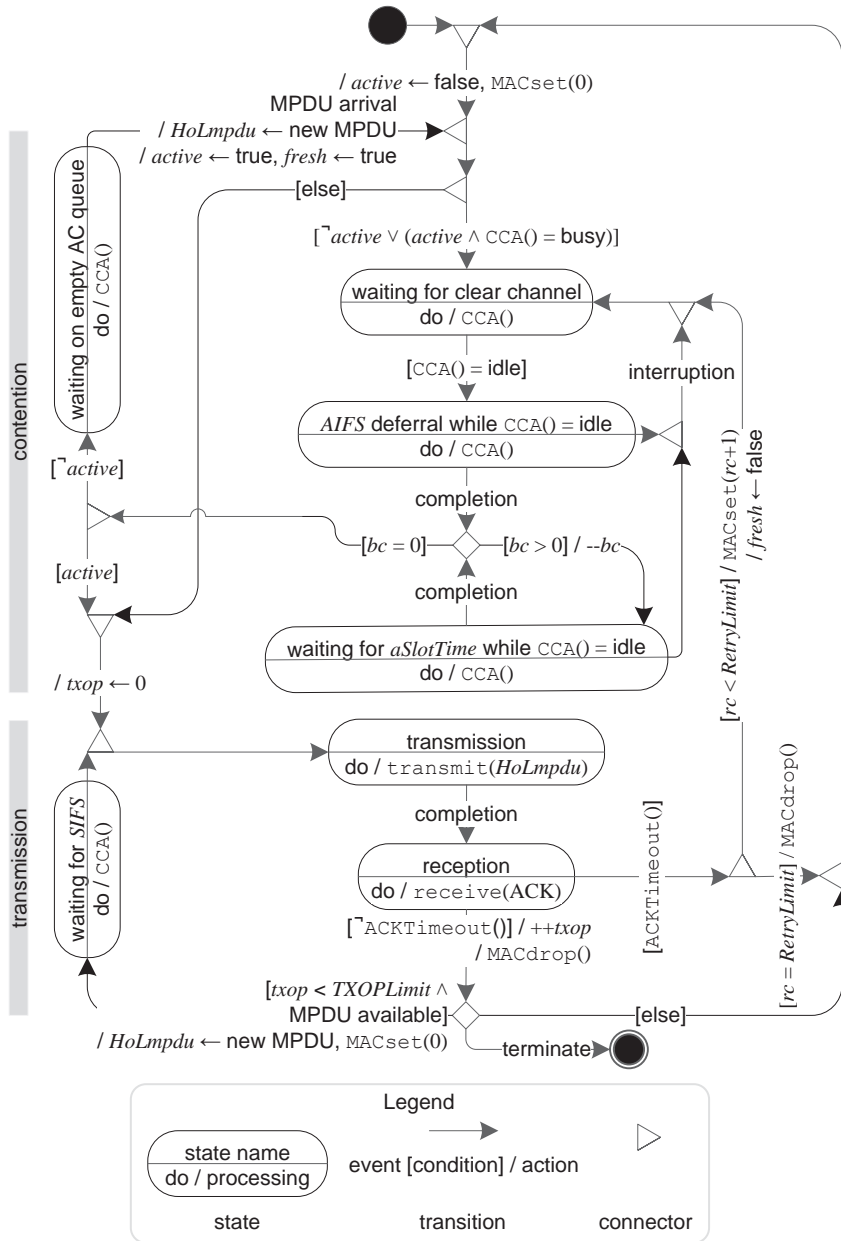 / active ← false, MACset(0)
MPDU arrival
/ HoLmpdu ← new MPDU
/ active ← true, fresh ← true
[else]
[¬active ∨ (active ∧ CCA() = busy)]
contention
waiting on empty AC queue
do / CCA()
waiting for clear channel
do / CCA()
[CCA() = idle]
interruption
AIFS deferral while CCA() = idle
do / CCA()
[¬active]
completion
[bc = 0]
[bc > 0] / --bc
[active]
completion
waiting for aSlotTime while CCA() = idle
do / CCA()
[rc < RetryLimit] / MACset(rc+1)
/ fresh ← false
/ txop ← 0
transmission
transmission
do / transmit(HoLmpdu)
waiting for SIFS
do / CCA()
completion
reception
do / receive(ACK)
[ACKTimeout()]
[rc = RetryLimit] / MACdrop()
[¬ACKTimeout()] / ++txop
/ MACdrop()
[txop < TXOPLimit ∧
MPDU available]
[else]
/ HoLmpdu ← new MPDU, MACset(0)
terminate
Legend
state name
do / processing
event [condition] / action
state
transition
connector